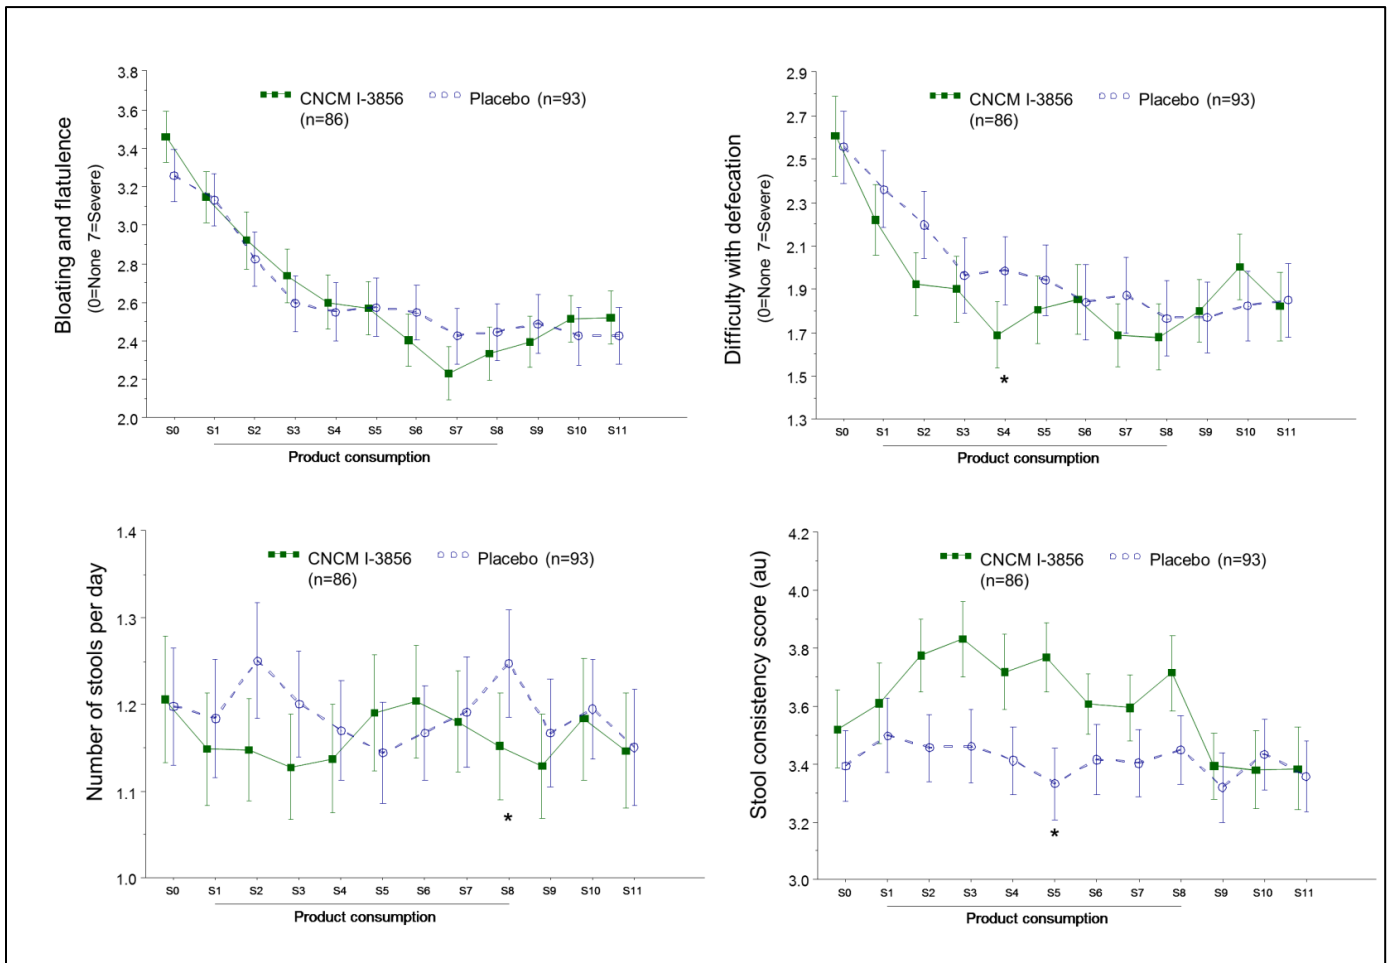 Bloating and flatulence
(0=None 7=Severe)
3.8
3.6
3.4
3.2
3.0
2.8
2.6
2.4
2.2
2.0
CNCM I-3856
(n=86)
Placebo (n=93)
S0 S1 S2 S3 S4 S5 S6 S7 S8 S9 S10 S11
Product consumption
Difficulty with defecation
(0=None 7=Severe)
2.9
2.7
2.5
2.3
2.1
1.9
1.7
1.5
1.3
CNCM I-3856
(n=86)
Placebo (n=93)
*
S0 S1 S2 S3 S4 S5 S6 S7 S8 S9 S10 S11
Product consumption
Number of stools per day
1.4
1.3
1.2
1.1
1.0
CNCM I-3856
(n=86)
Placebo (n=93)
*
S0 S1 S2 S3 S4 S5 S6 S7 S8 S9 S10 S11
Product consumption
Stool consistency score (au)
4.2
4.0
3.8
3.6
3.4
3.2
3.0
CNCM I-3856
(n=86)
Placebo (n=93)
*
S0 S1 S2 S3 S4 S5 S6 S7 S8 S9 S10 S11
Product consumption